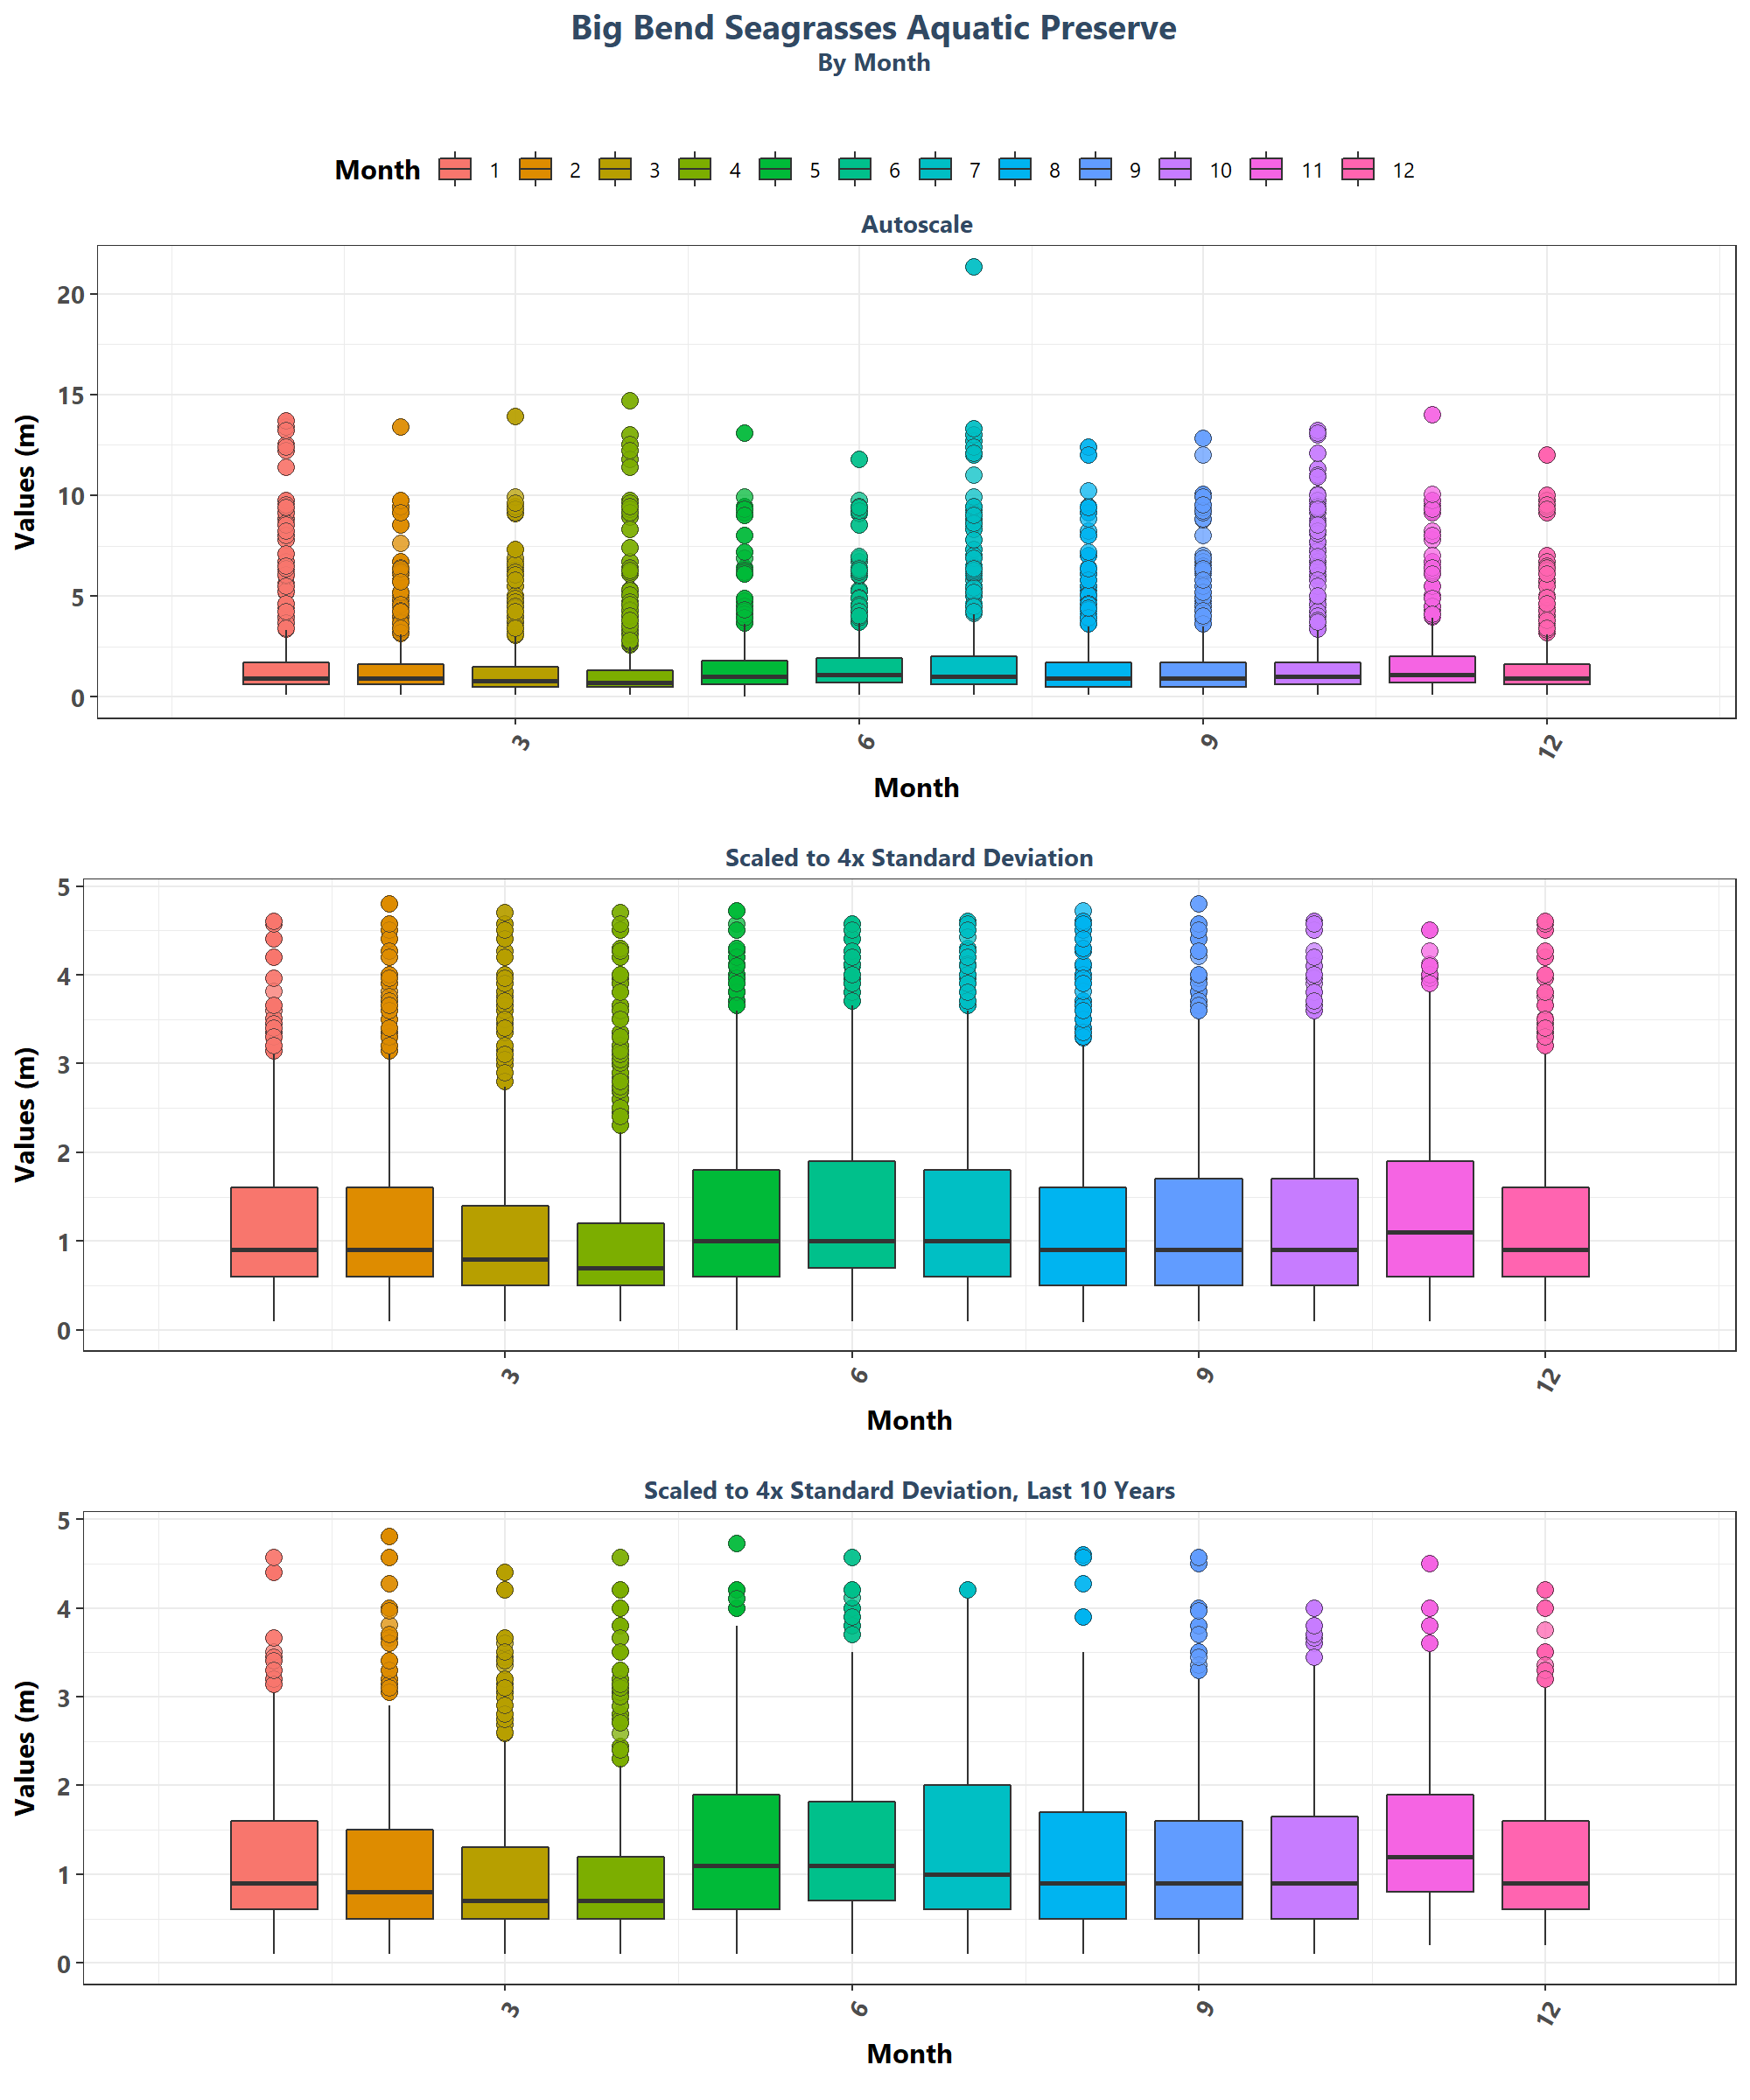 Big Bend Seagrasses Aquatic Preserve
By Month
Month 1 2 3 4 5 6 7 8 9 10 11 12
Autoscale
Values (m)
20
15
10
5
0
3 6 9 12
Month
Scaled to 4x Standard Deviation
Values (m)
5
4
3
2
1
0
3 6 9 12
Month
Scaled to 4x Standard Deviation, Last 10 Years
Values (m)
5
4
3
2
1
0
3 6 9 12
Month